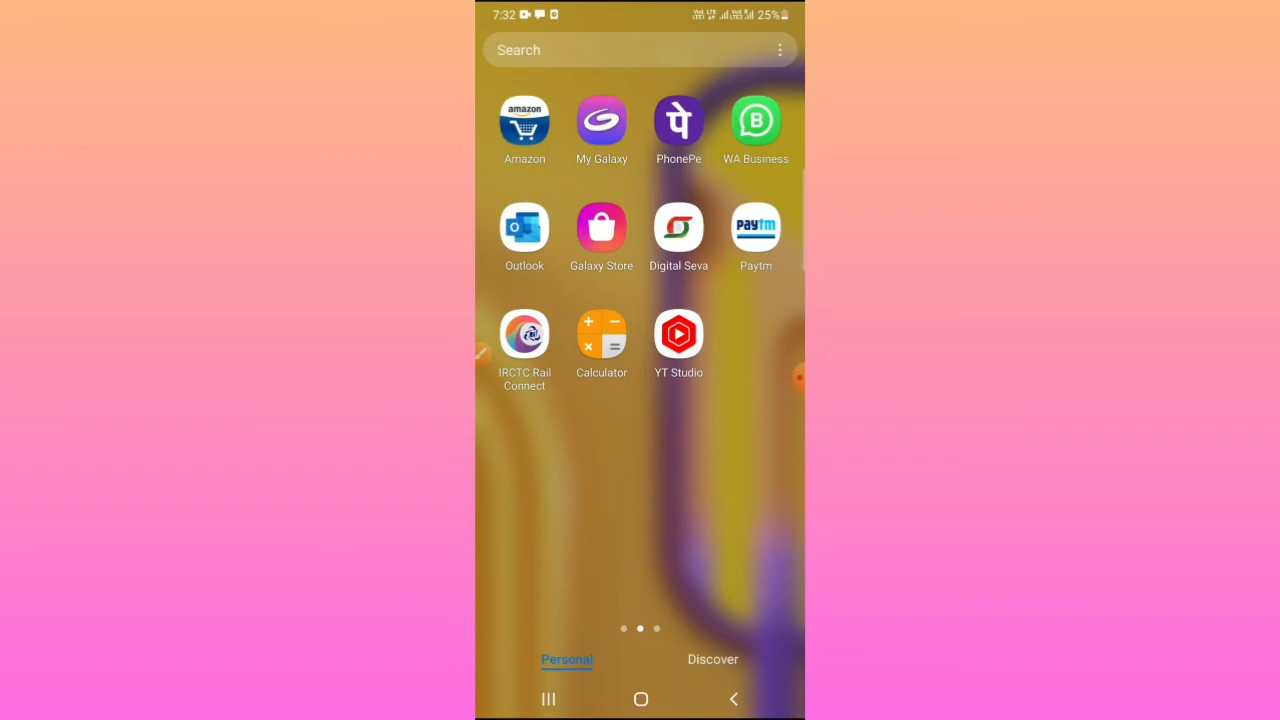 7:32 25%
Search
amazon पे B
Amazon My Galaxy PhonePe WA Business
O paytm
Outlook Galaxy Store Digital Seva Paytm
IRCTC Rail Connect Calculator YT Studio
Personal Discover